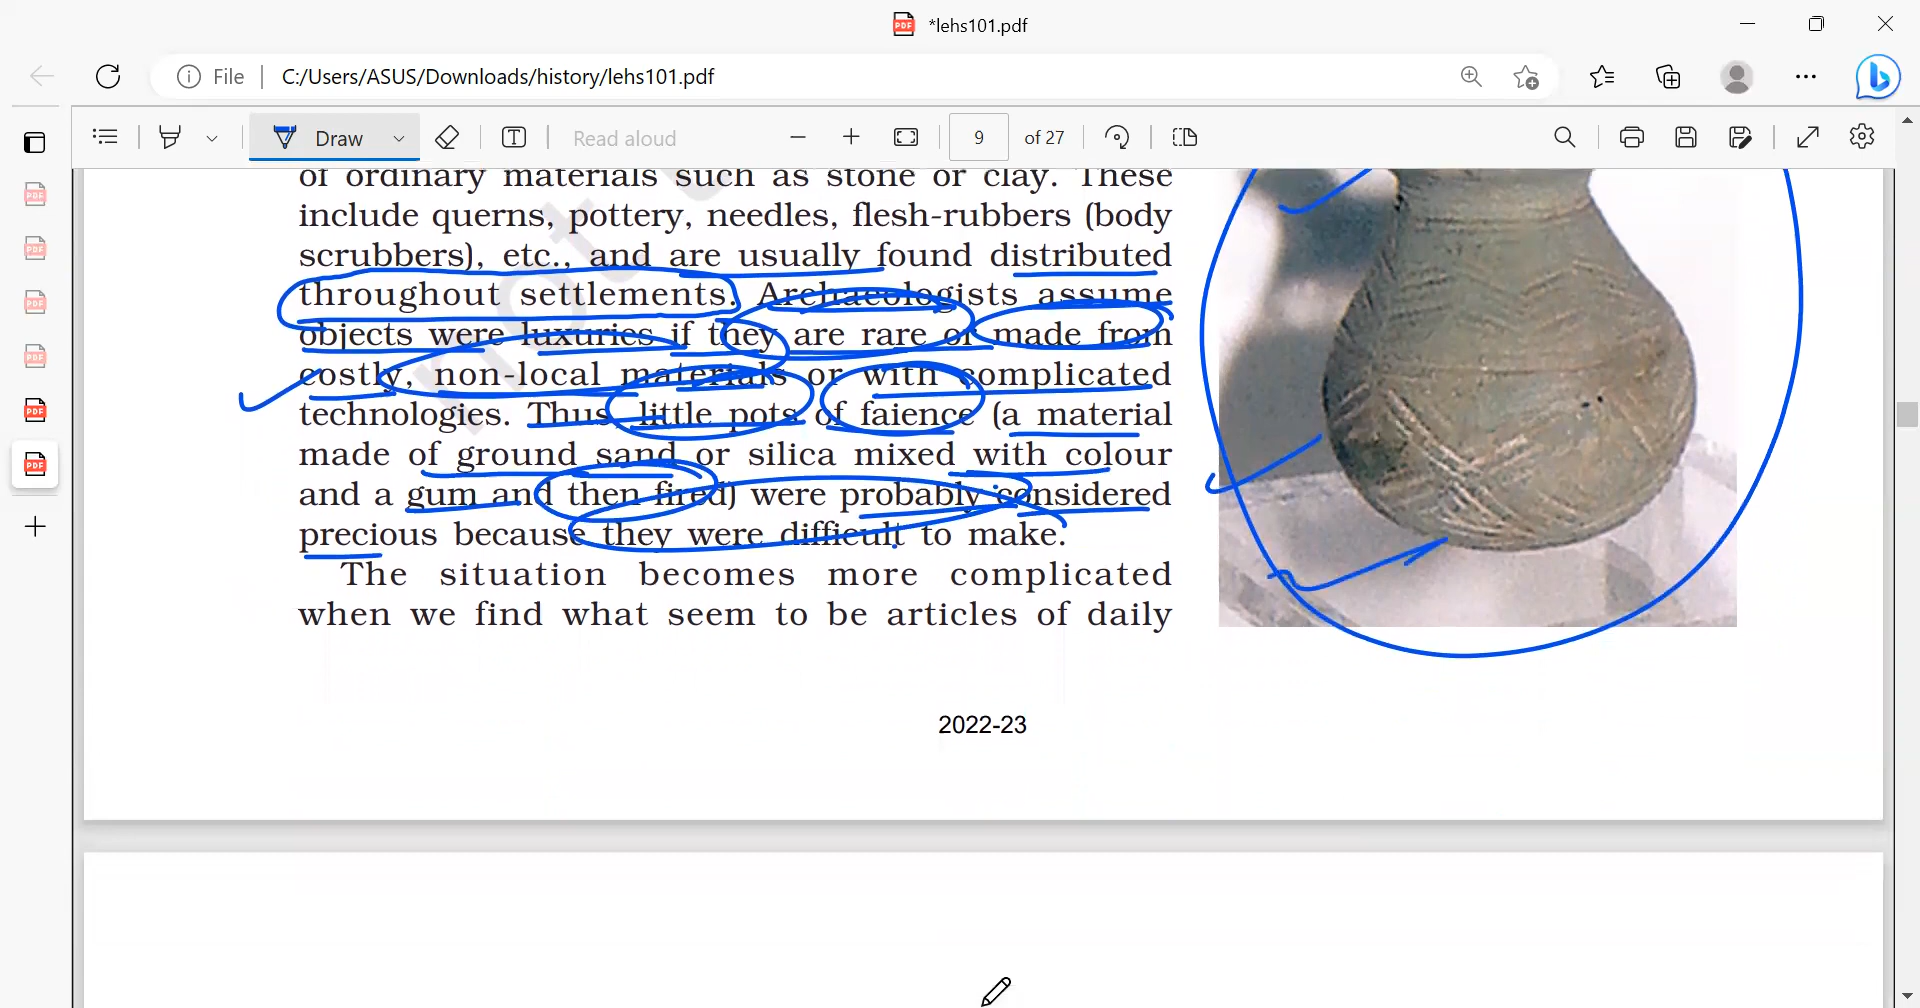 *lehs101.pdf
File
C:/Users/ASUS/Downloads/history/lehs101.pdf
Draw
Read aloud
9
of 27
of ordinary materials such as stone or clay. These
include querns, pottery, needles, flesh-rubbers (body
scrubbers), etc., and are usually found distributed
throughout settlements. Archaeologists assume
objects were luxuries if they are rare or made from
costly, non-local materials or with complicated
technologies. Thus, little pots of faience (a material
made of ground sand or silica mixed with colour
and a gum and then fired) were probably considered
precious because they were difficult to make.
The situation becomes more complicated
when we find what seem to be articles of daily
2022-23